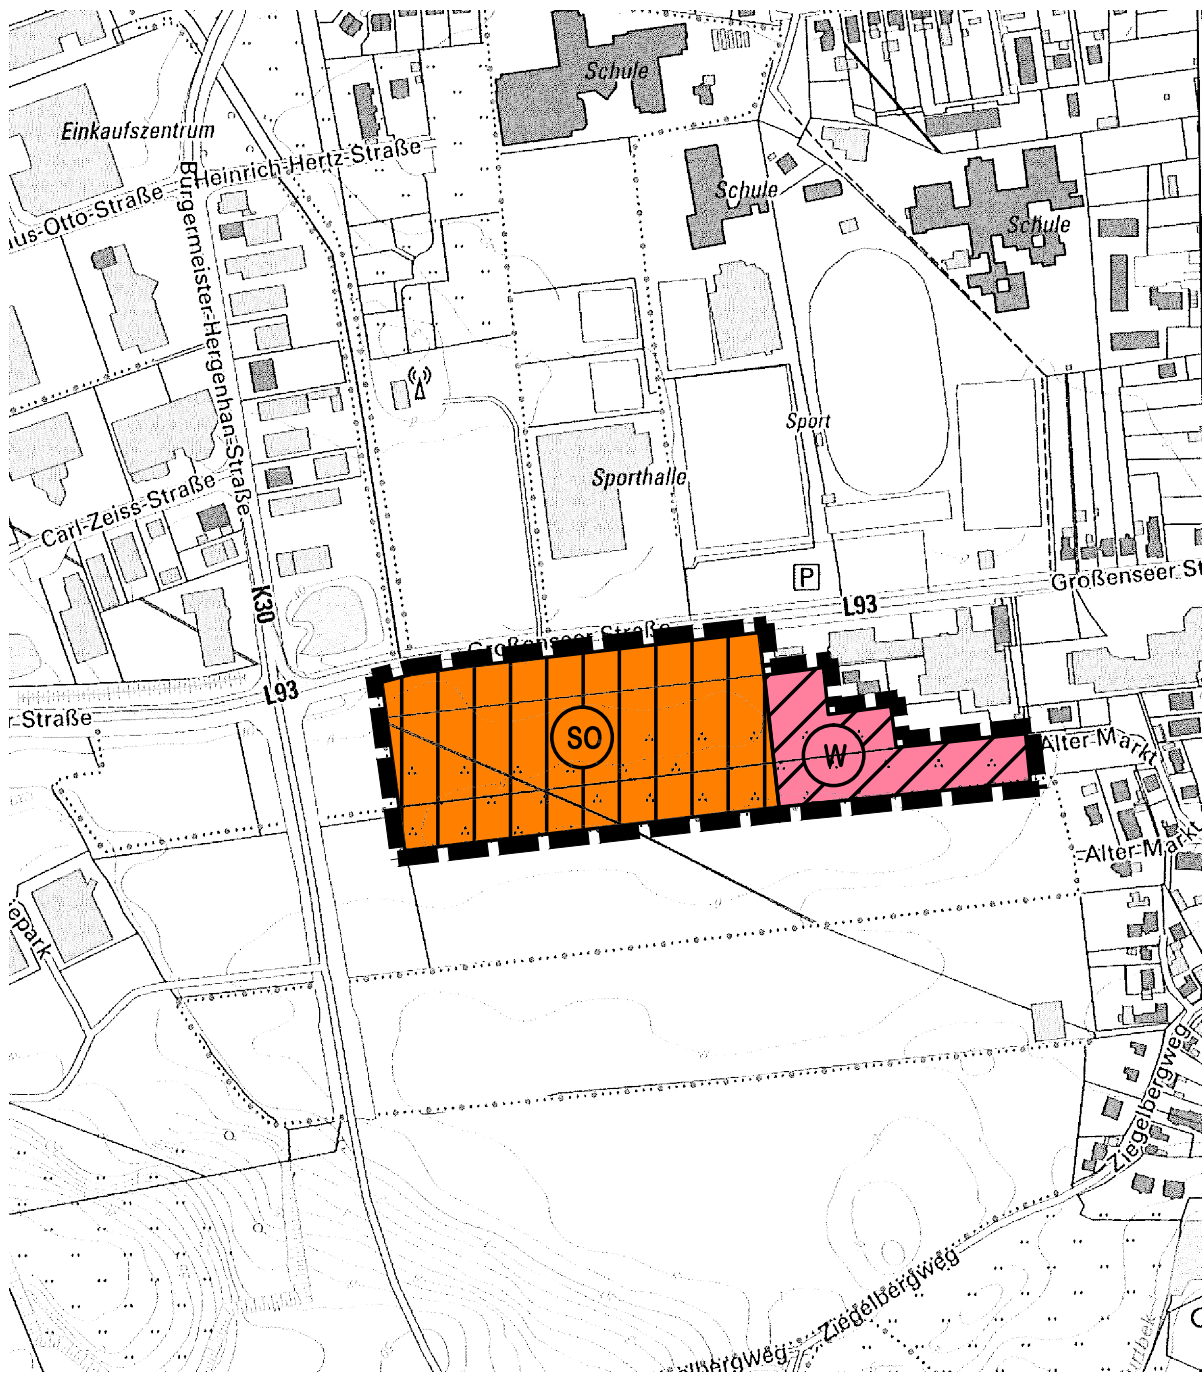 Schule
Einkaufszentrum
Heinrich-Hertz-Straße
Schule
us-Otto-Straße
Schule
Bürgermeister-Hergenhan-Straße
Sport
Sporthalle
Carl-Zeiss-Straße
P
Großenseer St
K30
L93
Großenseer Straße
L93
r Straße
SO
W
Alter Markt
Alter-Markt
epark
Ziegelbergweg
Ziegelbergweg
elbergweg